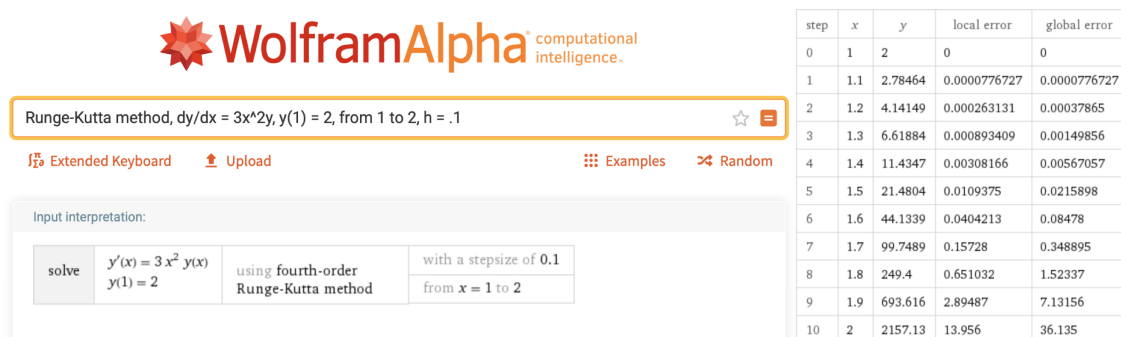 WolframAlpha computational intelligence.
Runge-Kutta method, dy/dx = 3x^2y, y(1) = 2, from 1 to 2, h = .1
Extended Keyboard Upload Examples Random
Input interpretation:
solve y′(x) = 3 x² y(x) y(1) = 2 using fourth-order Runge-Kutta method with a stepsize of 0.1 from x = 1 to 2
step x y local error global error
0 1 2 0 0
1 1.1 2.78464 0.0000776727 0.0000776727
2 1.2 4.14149 0.000263131 0.00037865
3 1.3 6.61884 0.000893409 0.00149856
4 1.4 11.4347 0.00308166 0.00567057
5 1.5 21.4804 0.0109375 0.0215898
6 1.6 44.1339 0.0404213 0.08478
7 1.7 99.7489 0.15728 0.348895
8 1.8 249.4 0.651032 1.52337
9 1.9 693.616 2.89487 7.13156
10 2 2157.13 13.956 36.135